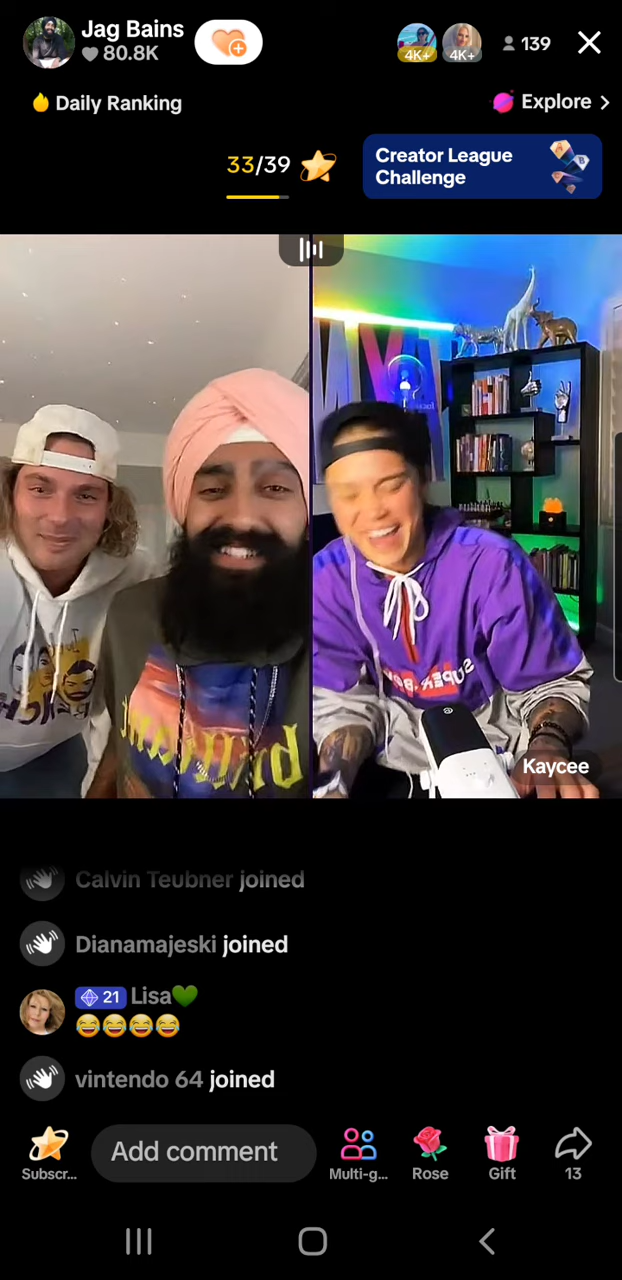 Jag Bains
80.8K
4K+
4K+
139
Daily Ranking
Explore
33/39
Creator League
Challenge
Kaycee
Calvin Teubner joined
Dianamajeski joined
21 Lisa💚
😂😂😂😂
vintendo 64 joined
Add comment
Subscr...
Multi-g...
Rose
Gift
13